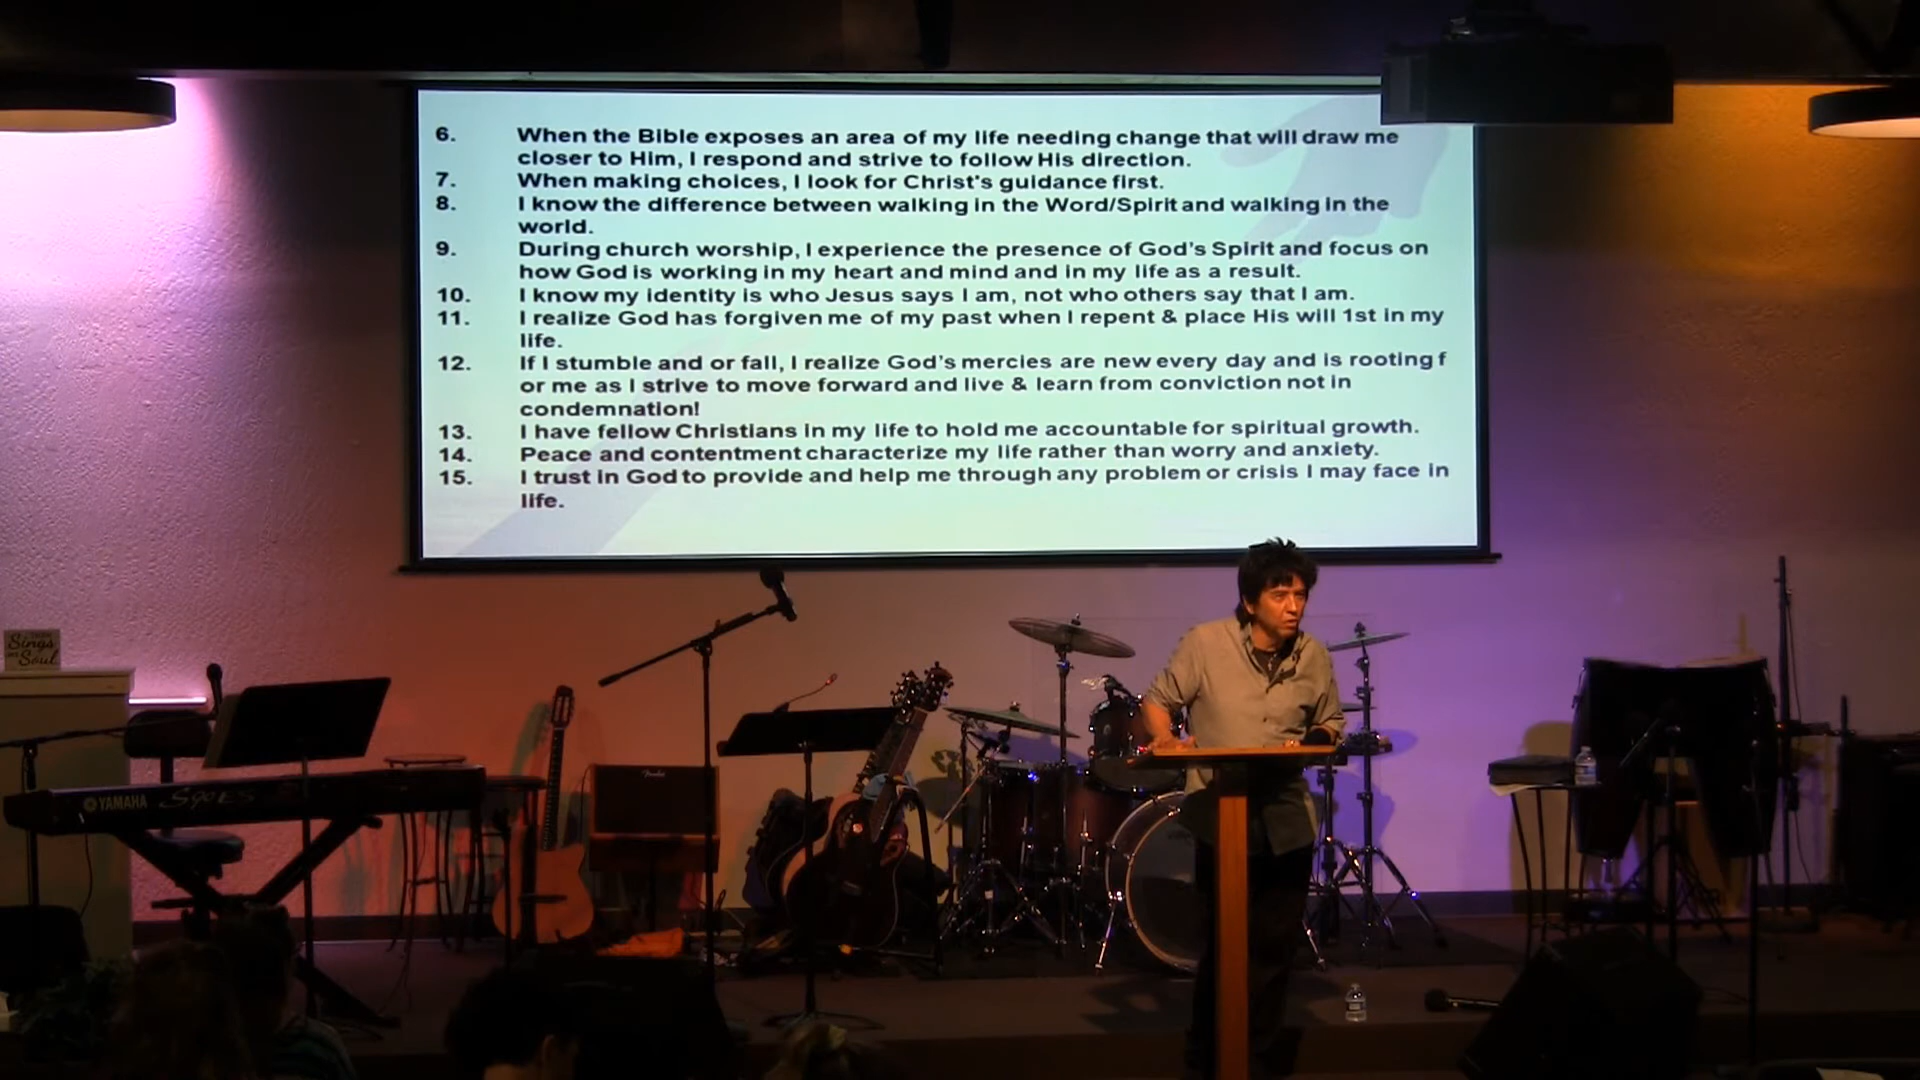 6. When the Bible exposes an area of my life needing change that will draw me
closer to Him, I respond and strive to follow His direction.
7. When making choices, I look for Christ's guidance first.
8. I know the difference between walking in the Word/Spirit and walking in the
world.
9. During church worship, I experience the presence of God's Spirit and focus on
how God is working in my heart and mind and in my life as a result.
10. I know my identity is who Jesus says I am, not who others say that I am.
11. I realize God has forgiven me of my past when I repent & place His will 1st in my
life.
12. If I stumble and or fall, I realize God's mercies are new every day and is rooting f
or me as I strive to move forward and live & learn from conviction not in
condemnation!
13. I have fellow Christians in my life to hold me accountable for spiritual growth.
14. Peace and contentment characterize my life rather than worry and anxiety.
15. I trust in God to provide and help me through any problem or crisis I may face in
life.
Sings
Soul
YAMAHA
Fender